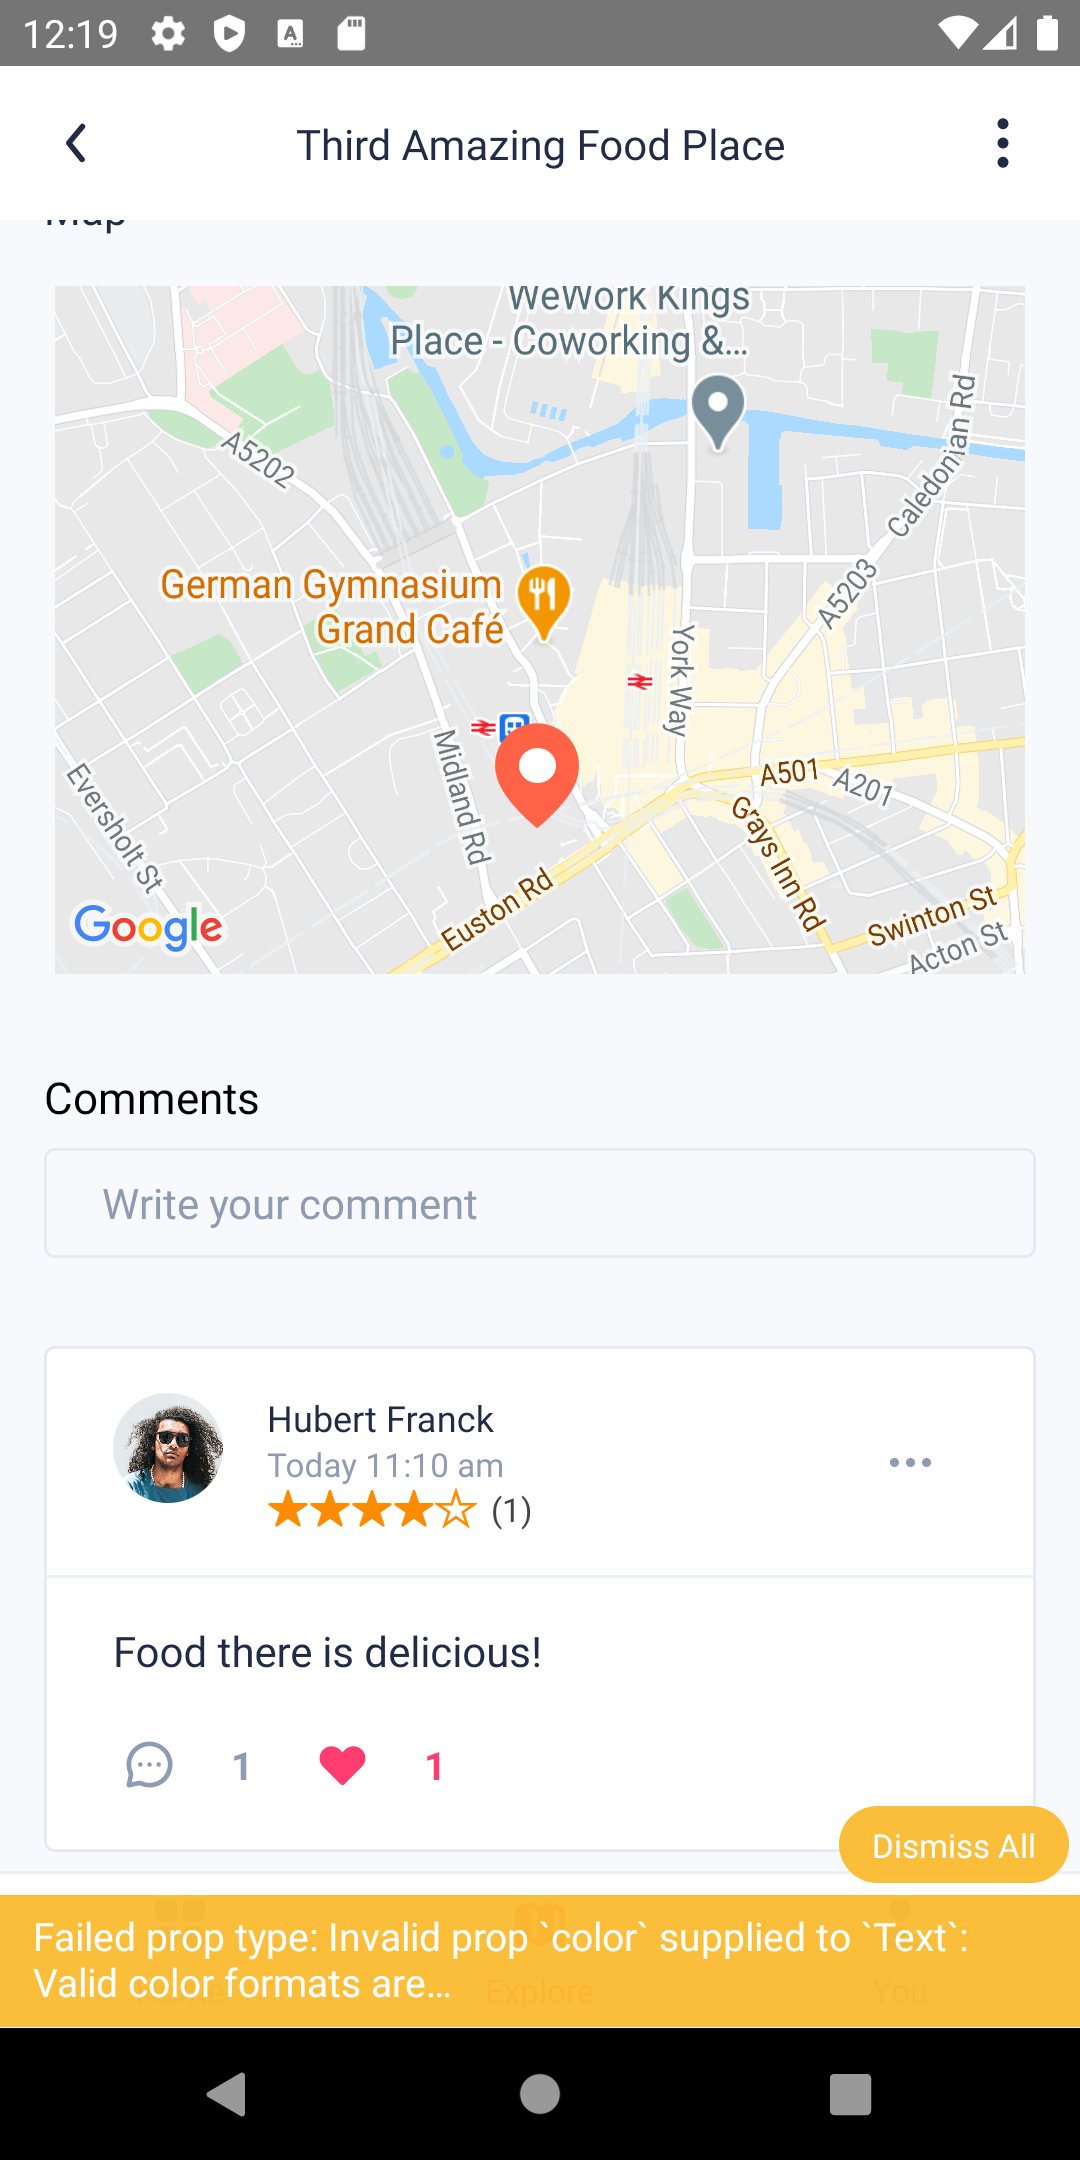 12:19
Third Amazing Food Place
Map
WeWork Kings
Place - Coworking &...
A5202
Caledonian Rd
German Gymnasium
Grand Café
A5203
York Way
Midland Rd
A501
A201
Eversholt St
Grays Inn Rd
Euston Rd
Swinton St
Acton St
Google
Comments
Write your comment
Hubert Franck
Today 11:10 am
(1)
Food there is delicious!
1
1
Dismiss All
Failed prop type: Invalid prop `color` supplied to `Text`:
Valid color formats are...
Explore
You